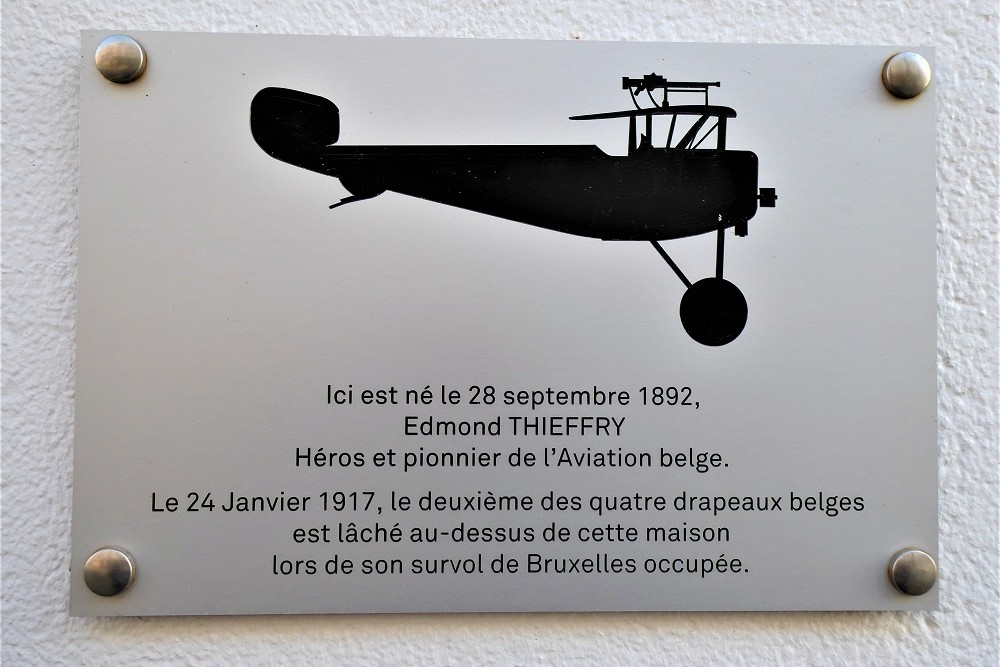 Ici est né le 28 septembre 1892,
Edmond THIEFFRY
Héros et pionnier de l'Aviation belge.
Le 24 Janvier 1917, le deuxième des quatre drapeaux belges
est lâché au-dessus de cette maison
lors de son survol de Bruxelles occupée.